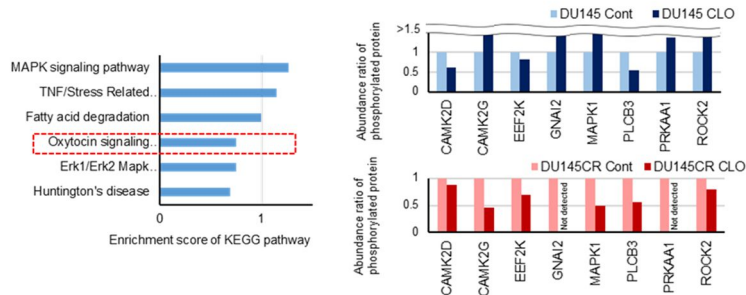 MAPK signaling pathway
TNF/Stress Related..
Fatty acid degradation
Oxytocin signaling..
Erk1/Erk2 Mapk..
Huntington's disease
0
1
Enrichment score of KEGG pathway
DU145 Cont
DU145 CLO
Abundance ratio of
phosphorylated protein
>1.5
1
0.5
0
CAMK2D
CAMK2G
EEF2K
GNAI2
MAPK1
PLCB3
PRKAA1
ROCK2
DU145CR Cont
DU145CR CLO
Abundance ratio of
phosphorylated protein
1
0.5
0
Not detected
Not detected
CAMK2D
CAMK2G
EEF2K
GNAI2
MAPK1
PLCB3
PRKAA1
ROCK2